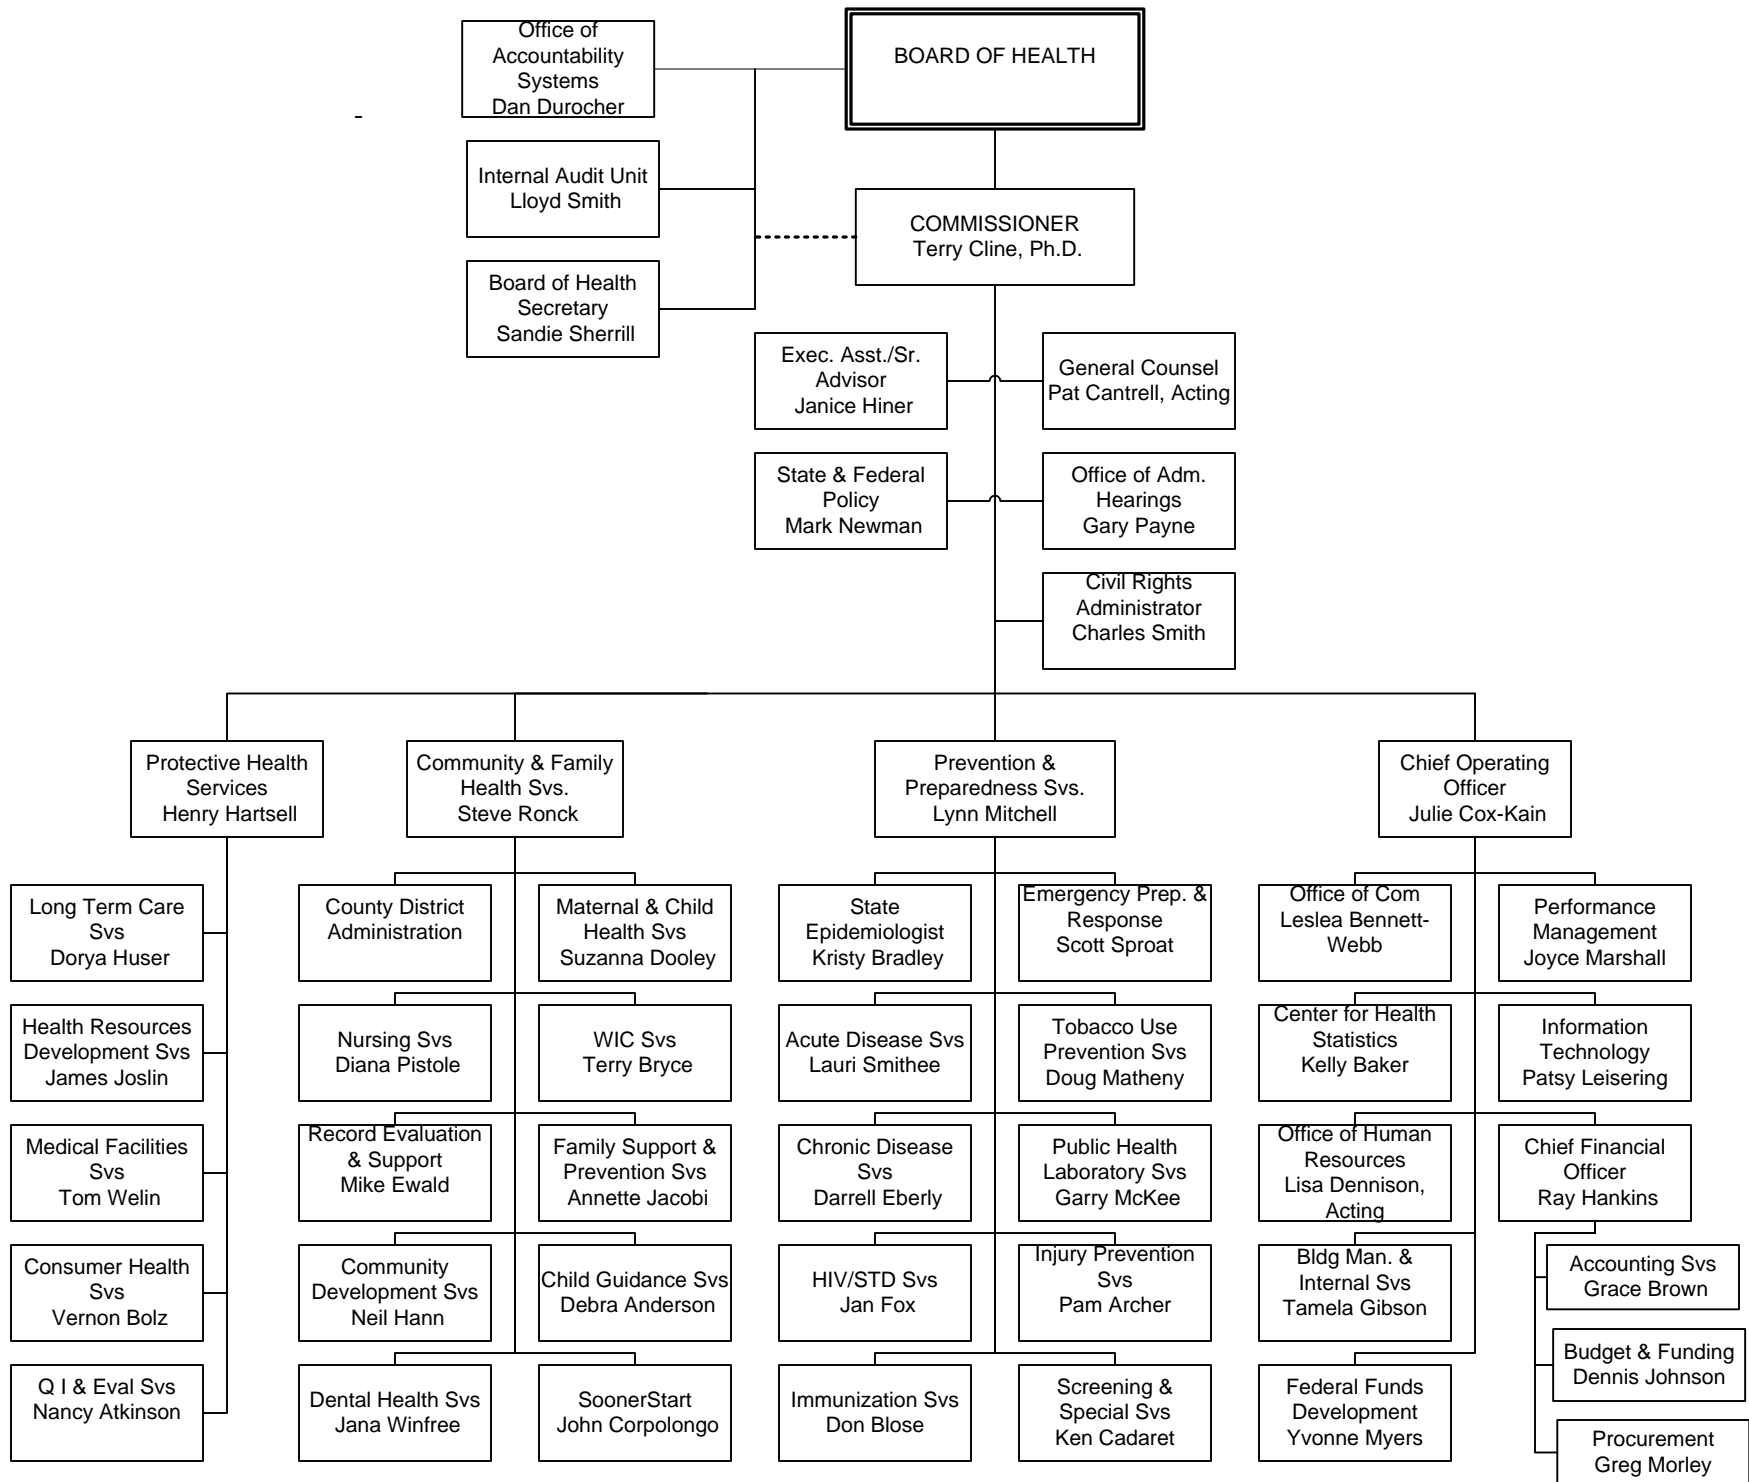 Office of
Accountability
Systems
Dan Durocher
BOARD OF HEALTH
Internal Audit Unit
Lloyd Smith
COMMISSIONER
Terry Cline, Ph.D.
Board of Health
Secretary
Sandie Sherrill
Exec. Asst./Sr.
Advisor
Janice Hiner
General Counsel
Pat Cantrell, Acting
State & Federal
Policy
Mark Newman
Office of Adm.
Hearings
Gary Payne
Civil Rights
Administrator
Charles Smith
Protective Health
Services
Henry Hartsell
Community & Family
Health Svs.
Steve Ronck
Prevention &
Preparedness Svs.
Lynn Mitchell
Chief Operating
Officer
Julie Cox-Kain
Long Term Care
Svs
Dorya Huser
County District
Administration
Maternal & Child
Health Svs
Suzanna Dooley
State
Epidemiologist
Kristy Bradley
Emergency Prep. &
Response
Scott Sproat
Office of Com
Leslea Bennett-
Webb
Performance
Management
Joyce Marshall
Health Resources
Development Svs
James Joslin
Nursing Svs
Diana Pistole
WIC Svs
Terry Bryce
Acute Disease Svs
Lauri Smithee
Tobacco Use
Prevention Svs
Doug Matheny
Center for Health
Statistics
Kelly Baker
Information
Technology
Patsy Leisering
Medical Facilities
Svs
Tom Welin
Record Evaluation
& Support
Mike Ewald
Family Support &
Prevention Svs
Annette Jacobi
Chronic Disease
Svs
Darrell Eberly
Public Health
Laboratory Svs
Garry McKee
Office of Human
Resources
Lisa Dennison,
Acting
Chief Financial
Officer
Ray Hankins
Consumer Health
Svs
Vernon Bolz
Community
Development Svs
Neil Hann
Child Guidance Svs
Debra Anderson
HIV/STD Svs
Jan Fox
Injury Prevention
Svs
Pam Archer
Bldg Man. &
Internal Svs
Tamela Gibson
Accounting Svs
Grace Brown
Q I & Eval Svs
Nancy Atkinson
Dental Health Svs
Jana Winfree
SoonerStart
John Corpolongo
Immunization Svs
Don Blose
Screening &
Special Svs
Ken Cadaret
Federal Funds
Development
Yvonne Myers
Budget & Funding
Dennis Johnson
Procurement
Greg Morley